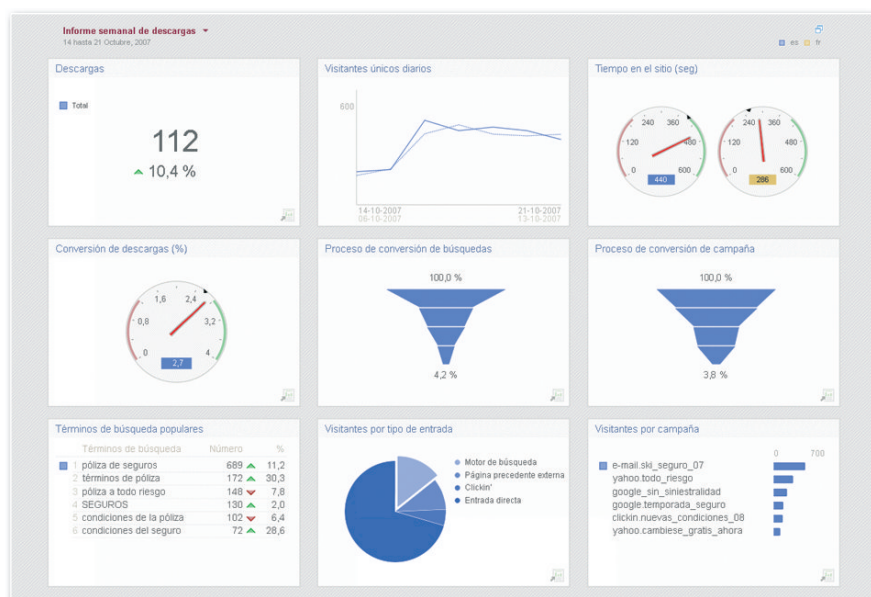 Informe semanal de descargas
14 hasta 21 Octubre, 2007
es fr
Descargas
Total
112
10,4 %
Visitantes únicos diarios
600
14-10-2007 21-10-2007
06-10-2007 13-10-2007
Tiempo en el sitio (seg)
240 360
120 480
0 600
440
240 360
120 480
0 600
286
Conversión de descargas (%)
1,6 2,4
0,8 3,2
0 4
2,7
Proceso de conversión de búsquedas
100,0 %
4,2 %
Proceso de conversión de campaña
100,0 %
3,8 %
Términos de búsqueda populares
Términos de búsqueda Número %
1 póliza de seguros 689 11,2
2 términos de póliza 172 30,3
3 póliza a todo riesgo 148 7,8
4 SEGUROS 130 2,0
5 condiciones de la póliza 102 6,4
6 condiciones del seguro 72 28,6
Visitantes por tipo de entrada
Motor de búsqueda
Página precedente externa
Clickin'
Entrada directa
Visitantes por campaña
0 700
e-mail.ski_seguro_07
yahoo.todo_riesgo
google_sin_siniestralidad
google.temporada_seguro
clickin.nuevas_condiciones_08
yahoo.cambiese_gratis_ahora